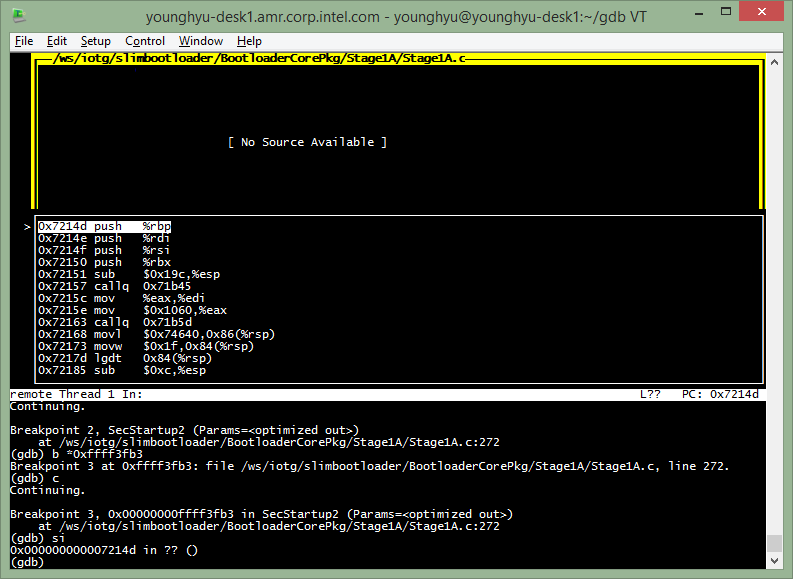 younghyu-desk1.amr.corp.intel.com - younghyu@younghyu-desk1:~/gdb VT
File Edit Setup Control Window Help
/ws/iotg/slimbootloader/BootloaderCorePkg/Stage1A/Stage1A.c
[ No Source Available ]
> 0x7214d push %rbp
0x7214e push %rdi
0x7214f push %rsi
0x72150 push %rbx
0x72151 sub $0x19c,%esp
0x72157 callq 0x71b45
0x7215c mov %eax,%edi
0x7215e mov $0x1060,%eax
0x72163 callq 0x71b5d
0x72168 movl $0x74640,0x86(%rsp)
0x72173 movw $0x1f,0x84(%rsp)
0x7217d lgdt 0x84(%rsp)
0x72185 sub $0xc,%esp
remote Thread 1 In: L?? PC: 0x7214d
Continuing.
Breakpoint 2, SecStartup2 (Params=<optimized out>)
at /ws/iotg/slimbootloader/BootloaderCorePkg/Stage1A/Stage1A.c:272
(gdb) b *0xffff3fb3
Breakpoint 3 at 0xffff3fb3: file /ws/iotg/slimbootloader/BootloaderCorePkg/Stage1A/Stage1A.c, line 272.
(gdb) c
Continuing.
Breakpoint 3, 0x00000000ffff3fb3 in SecStartup2 (Params=<optimized out>)
at /ws/iotg/slimbootloader/BootloaderCorePkg/Stage1A/Stage1A.c:272
(gdb) si
0x000000000007214d in ?? ()
(gdb)